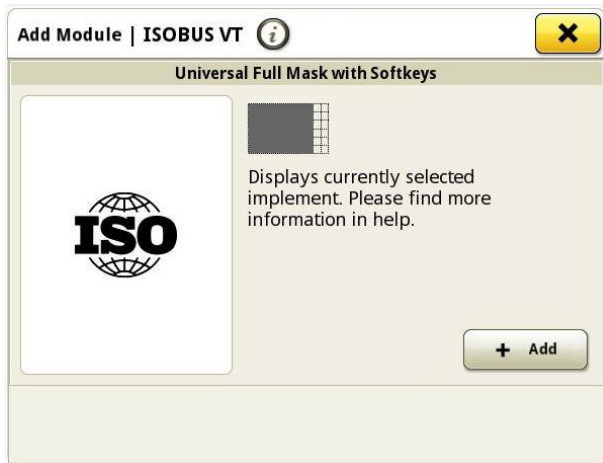 Add Module | ISOBUS VT i
Universal Full Mask with Softkeys
ISO
Displays currently selected
implement. Please find more
information in help.
+ Add